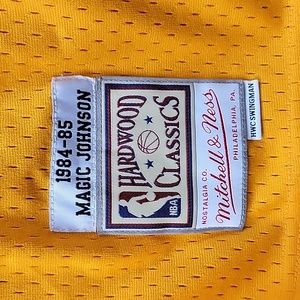 1984-85
MAGIC JOHNSON
HARDWOOD
CLASSICS
NBA
NOSTALGIA CO.
Mitchell & Ness
PHILADELPHIA, PA.
HWC SWINGMAN